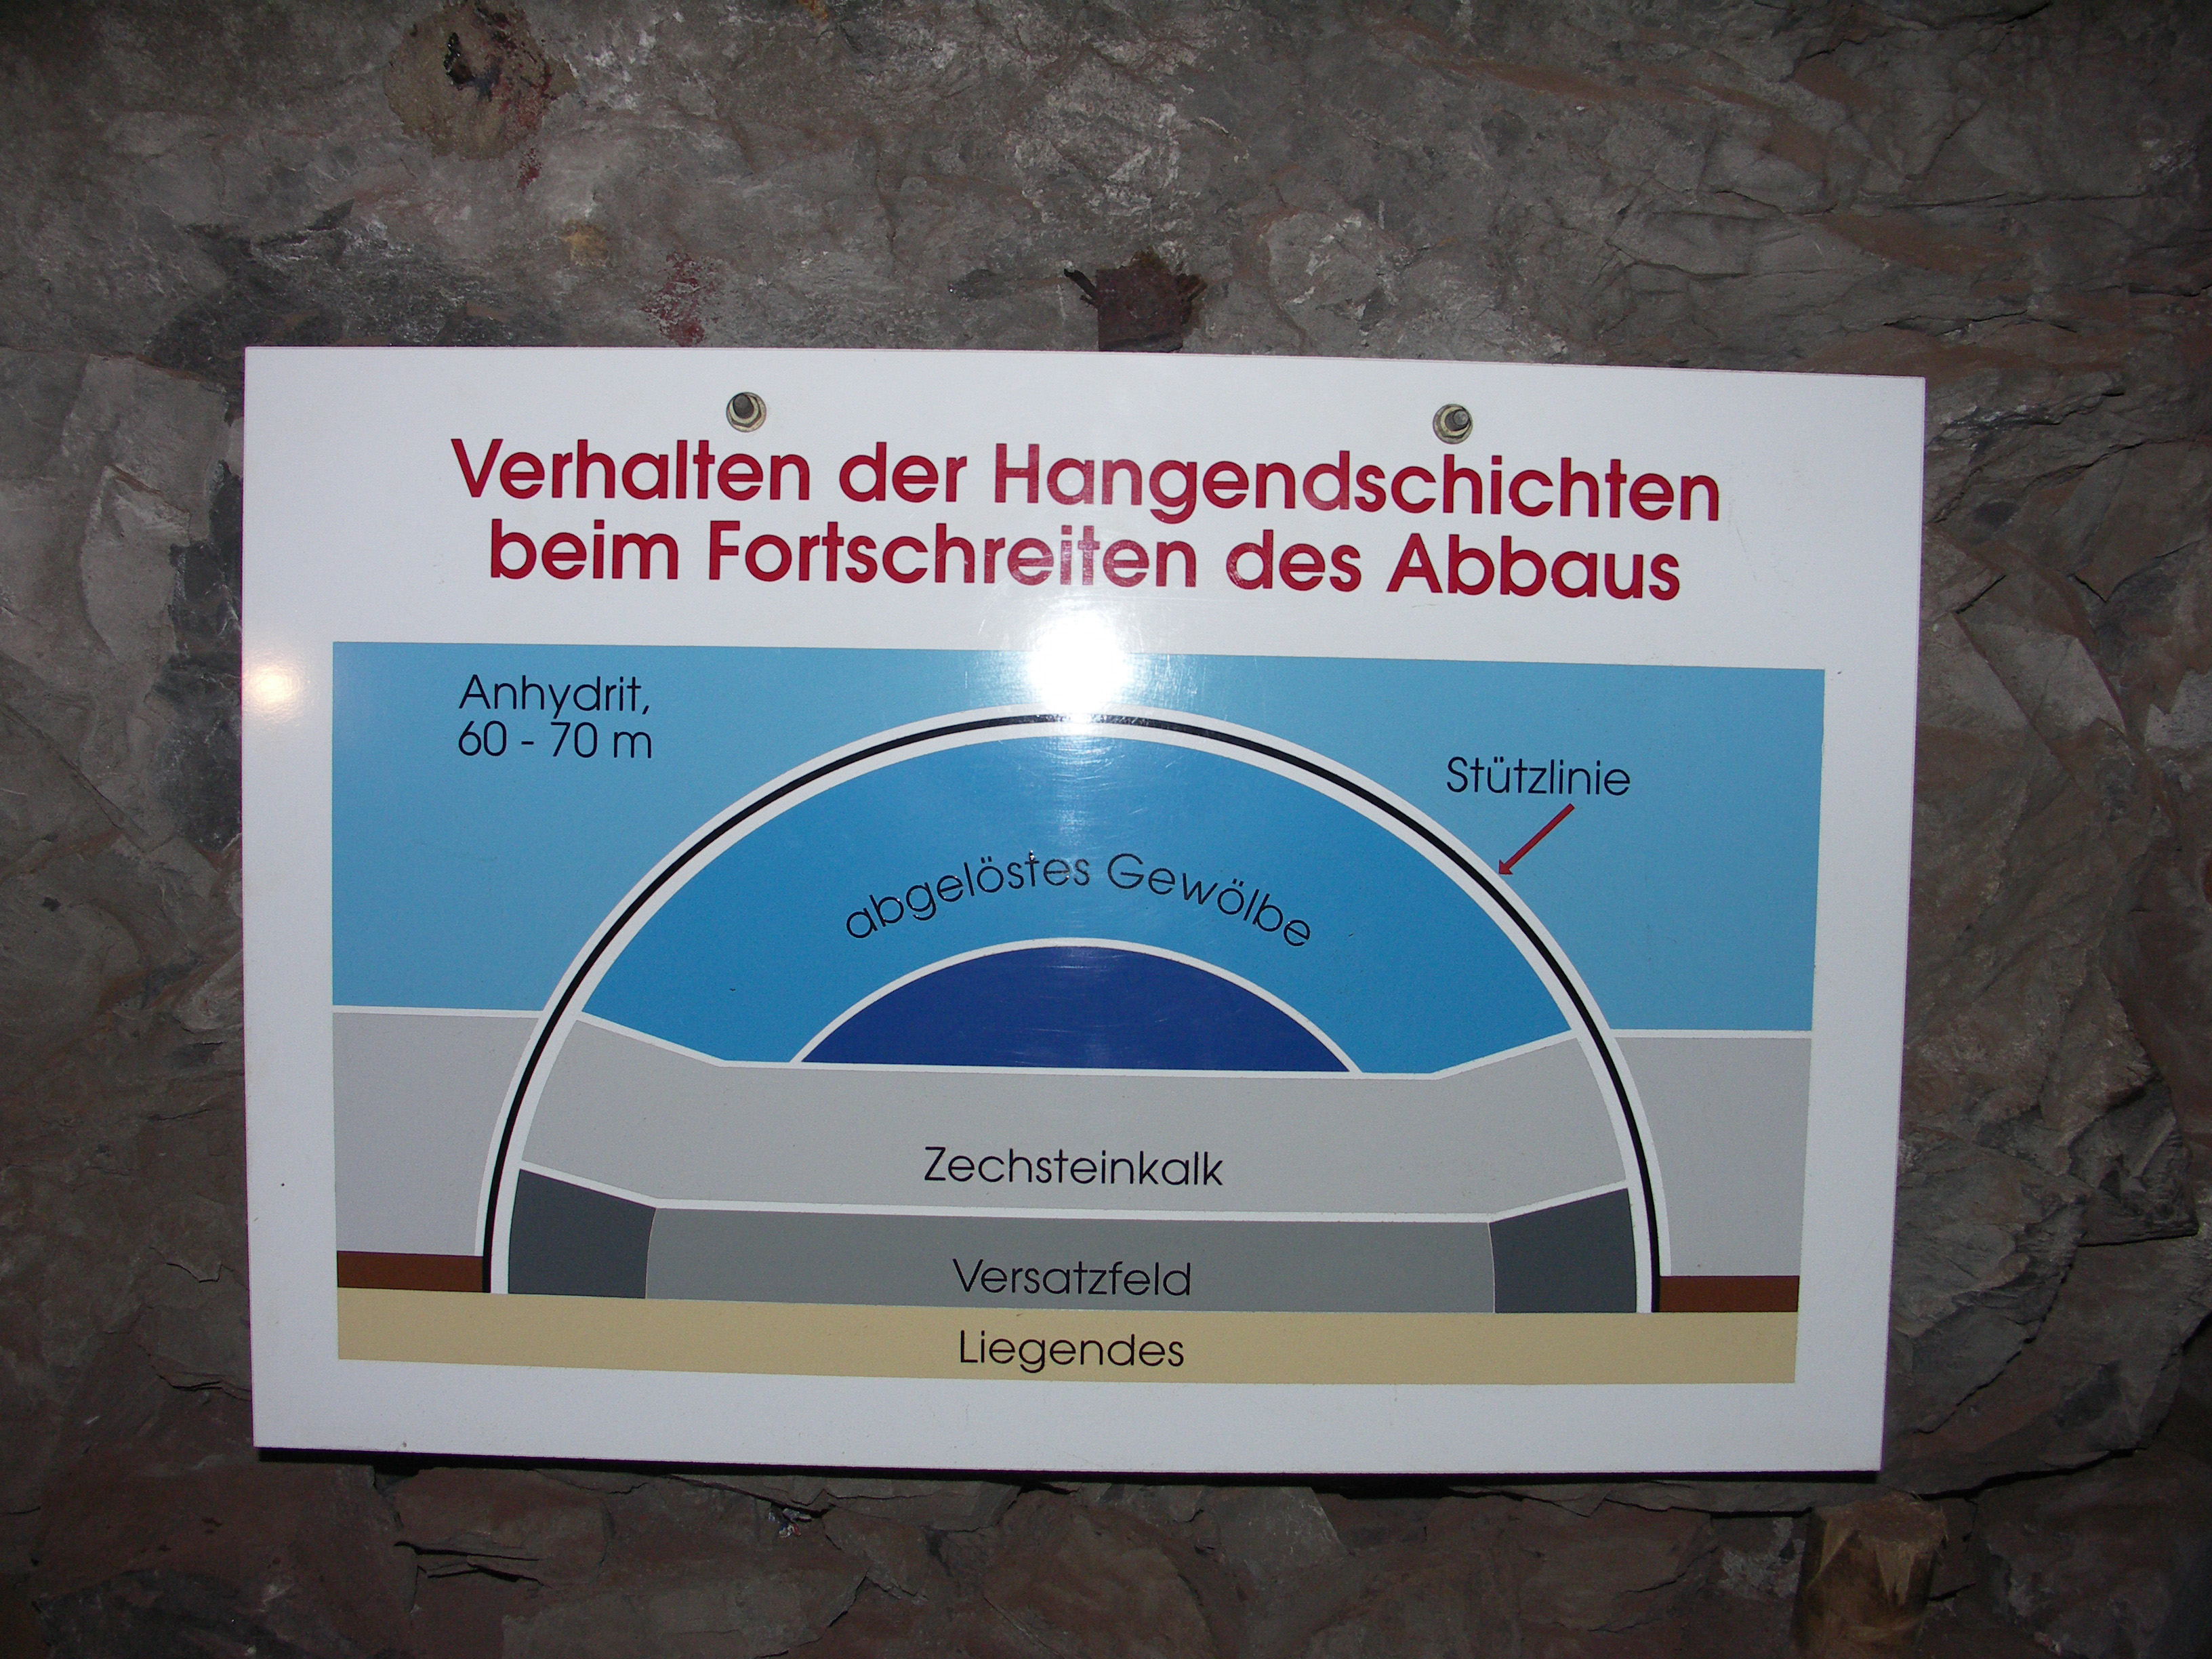 Verhalten der Hangendschichten
beim Fortschreiten des Abbaus
Anhydrit,
60 - 70 m
Stützlinie
abgelöstes Gewölbe
Zechsteinkalk
Versatzfeld
Liegendes